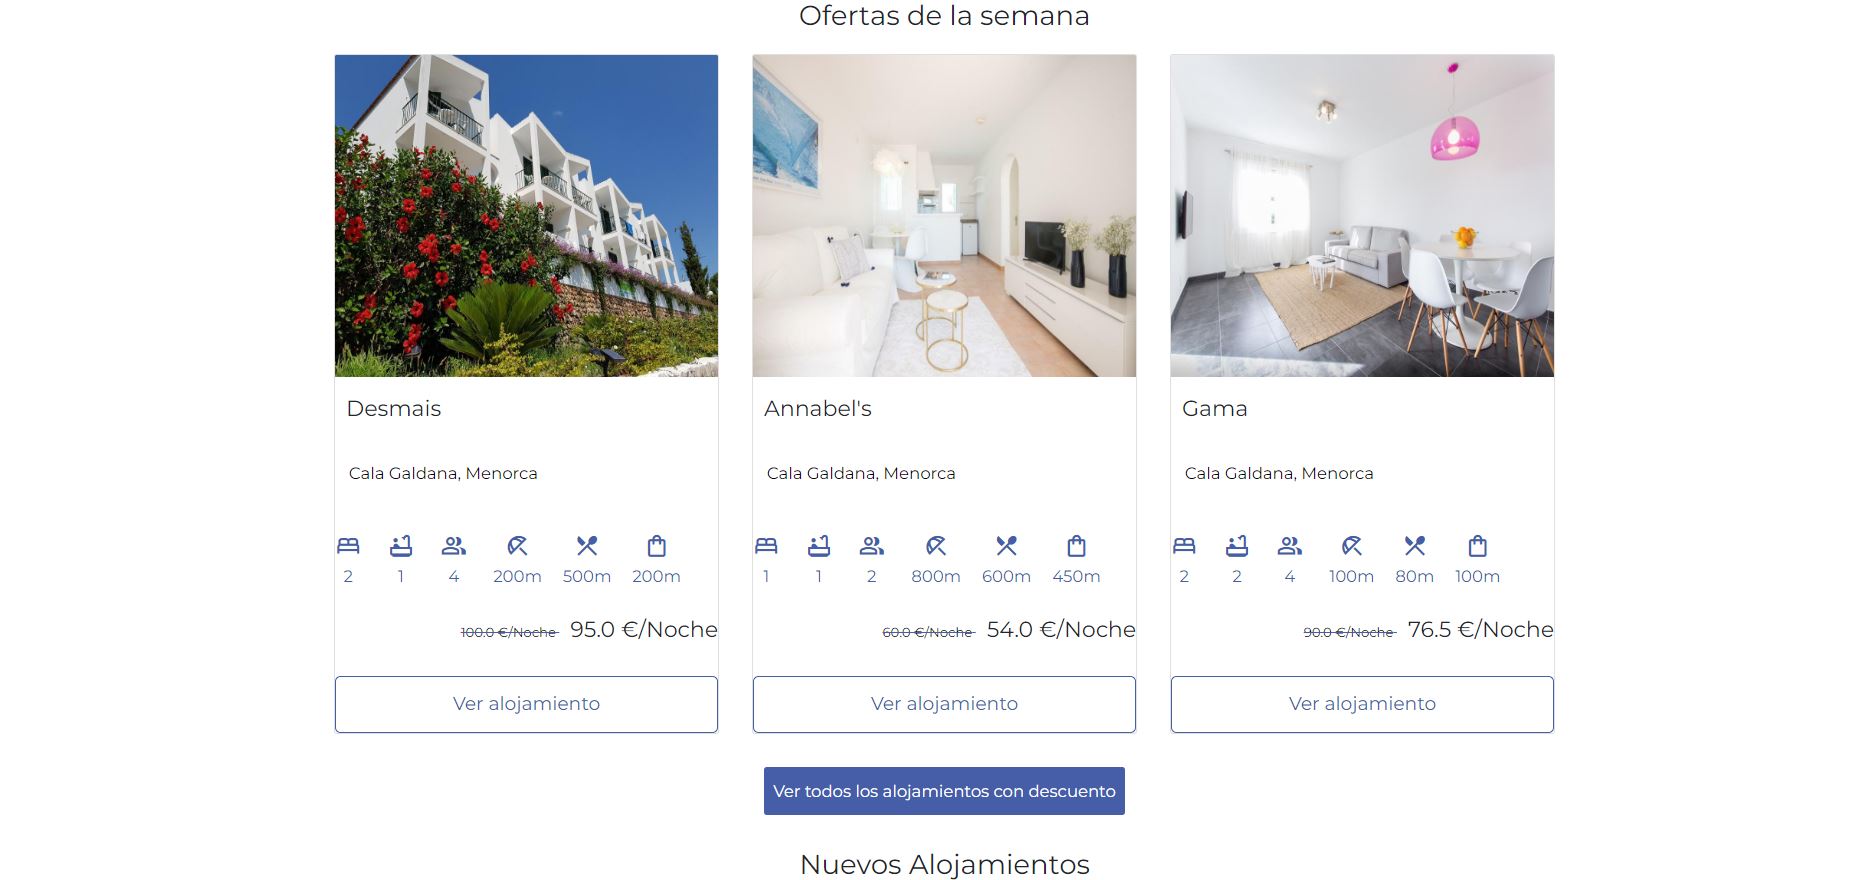 Ofertas de la semana
Desmais
Cala Galdana, Menorca
2 1 4 200m 500m 200m
100.0 €/Noche 95.0 €/Noche
Ver alojamiento
Annabel's
Cala Galdana, Menorca
1 1 2 800m 600m 450m
60.0 €/Noche 54.0 €/Noche
Ver alojamiento
Gama
Cala Galdana, Menorca
2 2 4 100m 80m 100m
90.0 €/Noche 76.5 €/Noche
Ver alojamiento
Ver todos los alojamientos con descuento
Nuevos Alojamientos